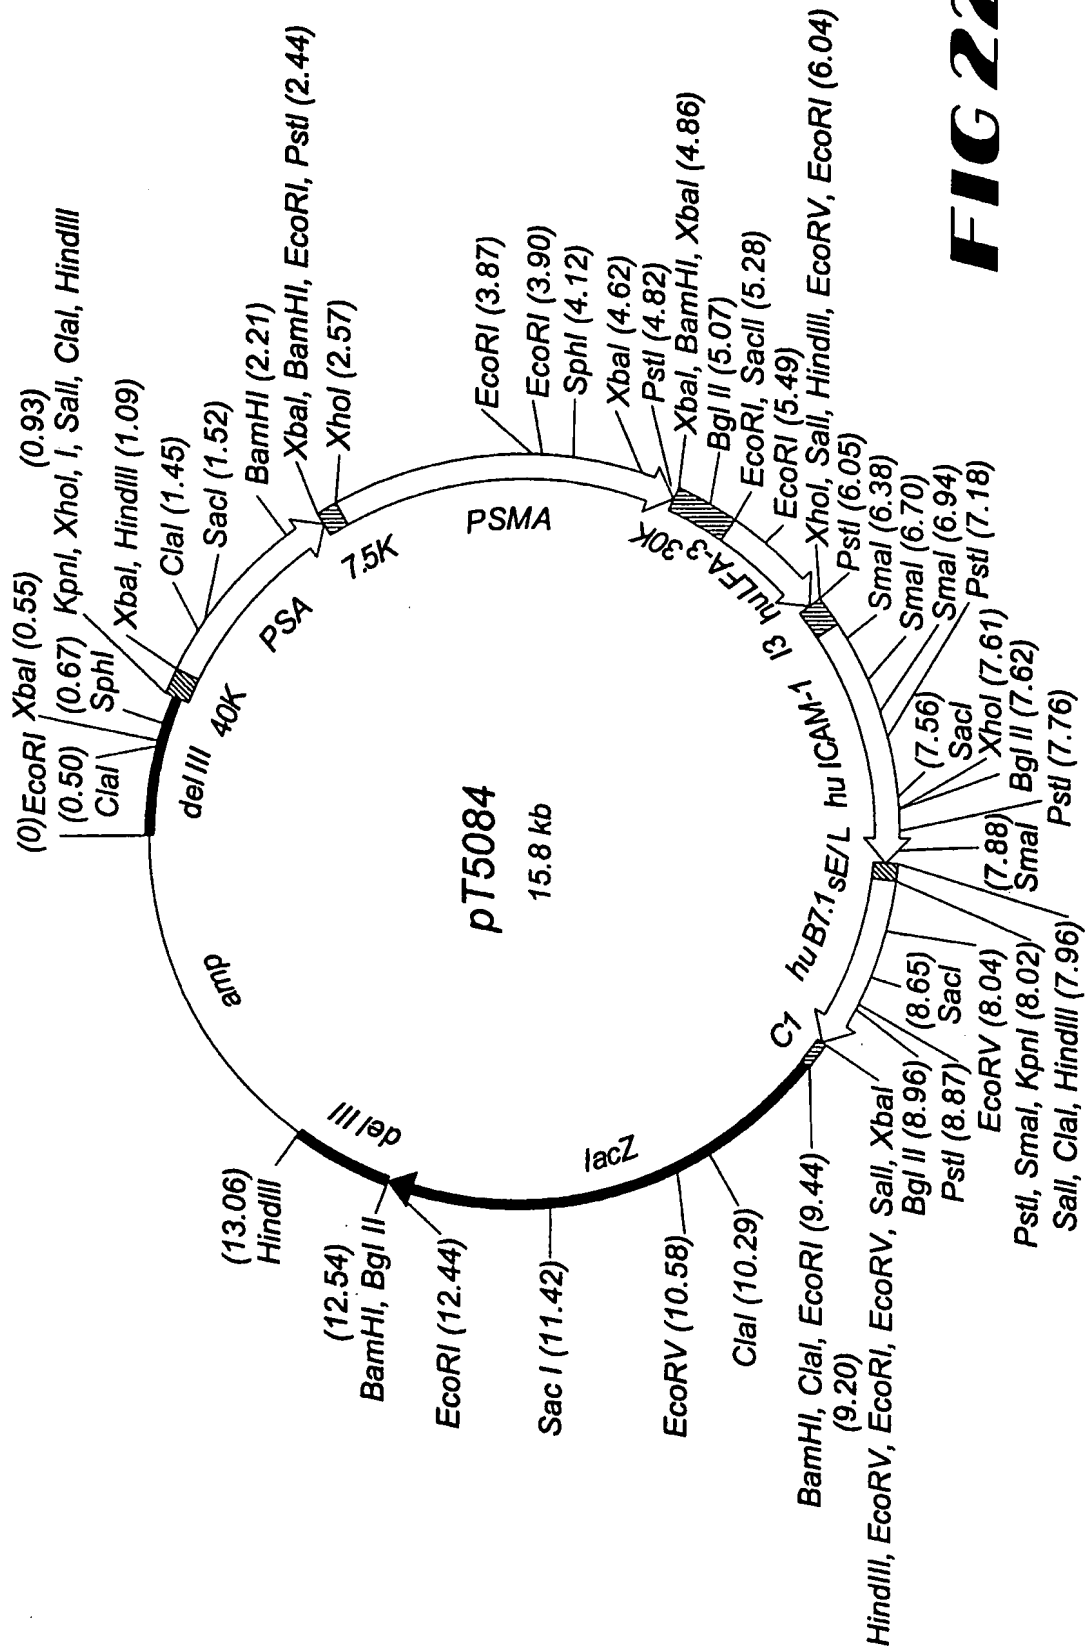 (0)EcoRI XbaI (0.55)
(0.50)
ClaI
(0.67)
SphI
(0.93)
KpnI, XhoI, I, SalI, ClaI, HindIII
XbaI, HindIII (1.09)
ClaI (1.45)
SacI (1.52)
BamHI (2.21)
XbaI, BamHI, EcoRI, PstI (2.44)
XhoI (2.57)
EcoRI (3.87)
EcoRI (3.90)
SphI (4.12)
XbaI (4.62)
PstI (4.82)
XbaI, BamHI, XbaI (4.86)
Bgl II (5.07)
EcoRI, SacII (5.28)
EcoRI (5.49)
XhoI, SalI, HindIII, EcoRV, EcoRI (6.04)
PstI (6.05)
SmaI (6.38)
SmaI (6.70)
SmaI (6.94)
PstI (7.18)
(7.56)
SacI
XhoI (7.61)
Bgl II (7.62)
PstI (7.76)
(7.88)
SmaI
SalI, ClaI, HindIII (7.96)
PstI, SmaI, KpnI (8.02)
EcoRV (8.04)
(8.65)
SacI
PstI (8.87)
Bgl II (8.96)
HindIII, EcoRV, EcoRI, EcoRV, SalI, XbaI
(9.20)
BamHI, ClaI, EcoRI (9.44)
ClaI (10.29)
EcoRV (10.58)
Sac I (11.42)
EcoRI (12.44)
(12.54)
BamHI, Bgl II
(13.06)
HindIII
del III
40K
PSA
7.5K
PSMA
30K
huLFA-3
I3
hu ICAM-1
sE/L
hu B7.1
C1
lacZ
del III
amp
pT5084
15.8 kb
FIG 22